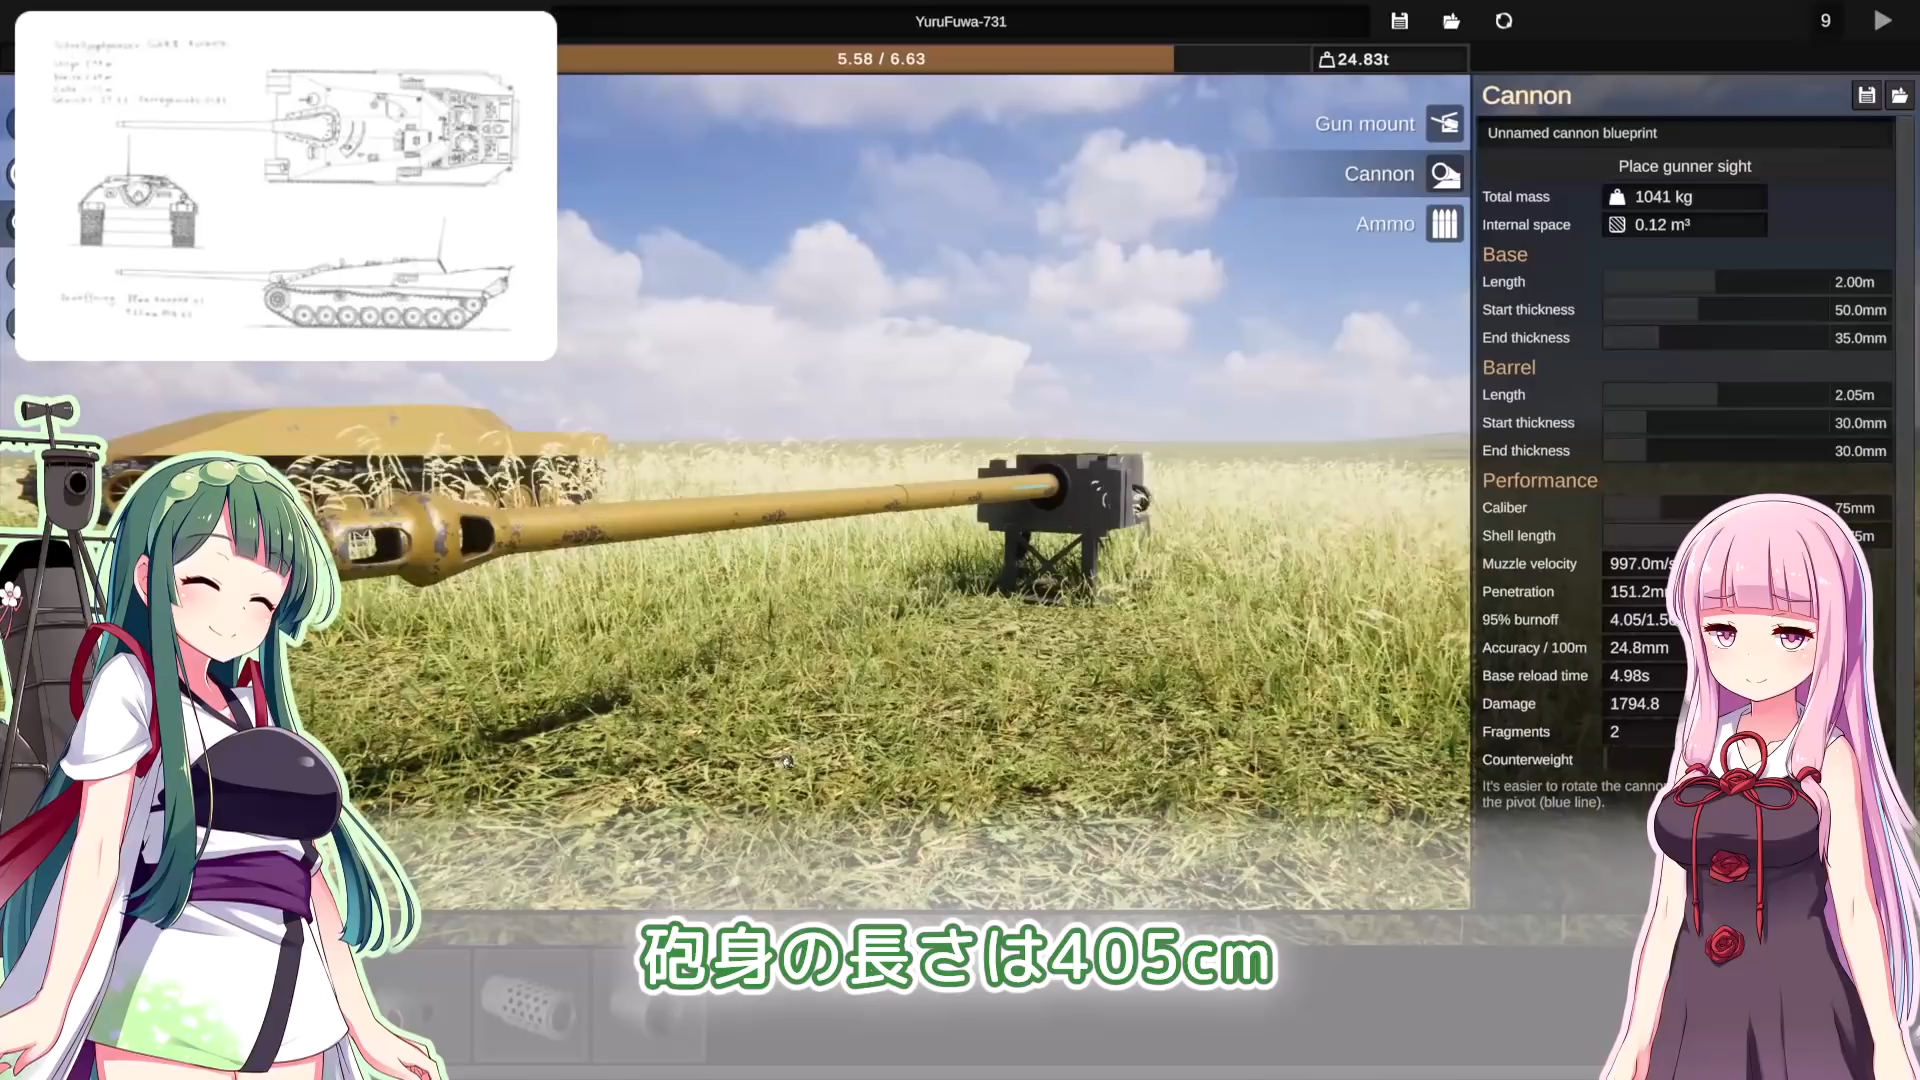 YuruFuwa-731
9
5.58 / 6.63
24.83t
Gun mount
Cannon
Ammo
Cannon
Unnamed cannon blueprint
Place gunner sight
Total mass 1041 kg
Internal space 0.12 m³
Base
Length 2.00m
Start thickness 50.0mm
End thickness 35.0mm
Barrel
Length 2.05m
Start thickness 30.0mm
End thickness 30.0mm
Performance
Caliber 75mm
Shell length
Muzzle velocity 997.0m/s
Penetration 151.2m
95% burnoff 4.05/1.5
Accuracy / 100m 24.8mm
Base reload time 4.98s
Damage 1794.8
Fragments 2
Counterweight
It's easier to rotate the canno
the pivot (blue line).
砲身の長さは405cm